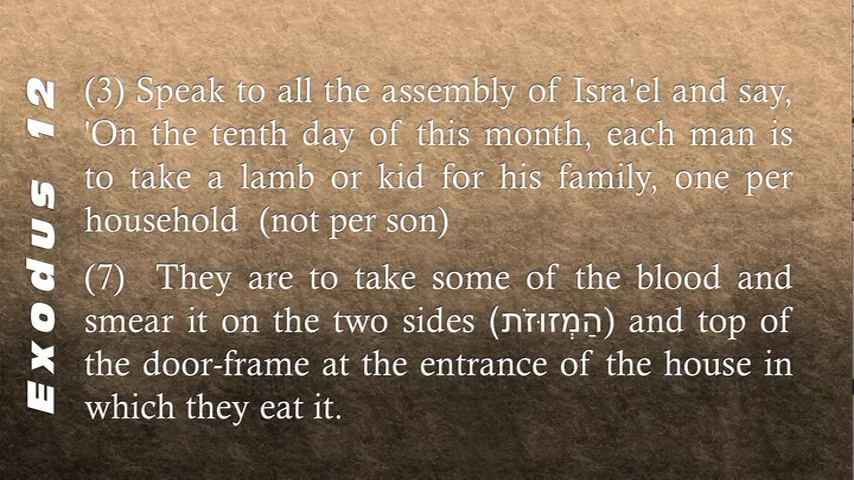 Exodus 12
(3) Speak to all the assembly of Isra'el and say,
'On the tenth day of this month, each man is
to take a lamb or kid for his family, one per
household (not per son)
(7) They are to take some of the blood and
smear it on the two sides (הַמְּזוּזֹת) and top of
the door-frame at the entrance of the house in
which they eat it.